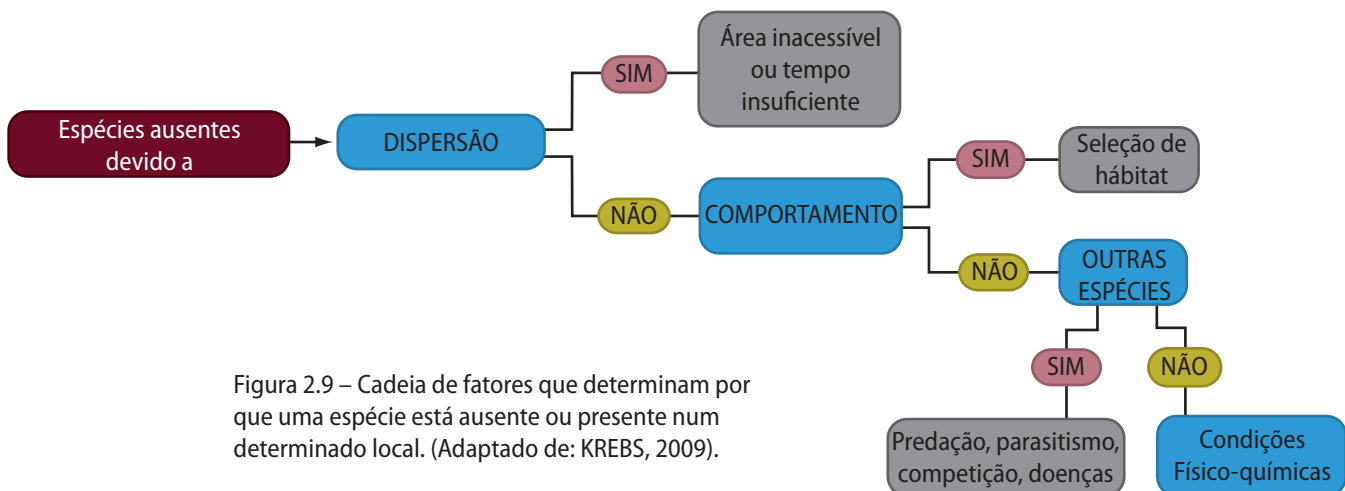 Espécies ausentes
devido a
DISPERSÃO
SIM
Área inacessível
ou tempo
insuficiente
NÃO
COMPORTAMENTO
SIM
Seleção de
hábitat
NÃO
OUTRAS
ESPÉCIES
SIM
Predação, parasitismo,
competição, doenças
NÃO
Condições
Físico-químicas
Figura 2.9 – Cadeia de fatores que determinam por
que uma espécie está ausente ou presente num
determinado local. (Adaptado de: KREBS, 2009).